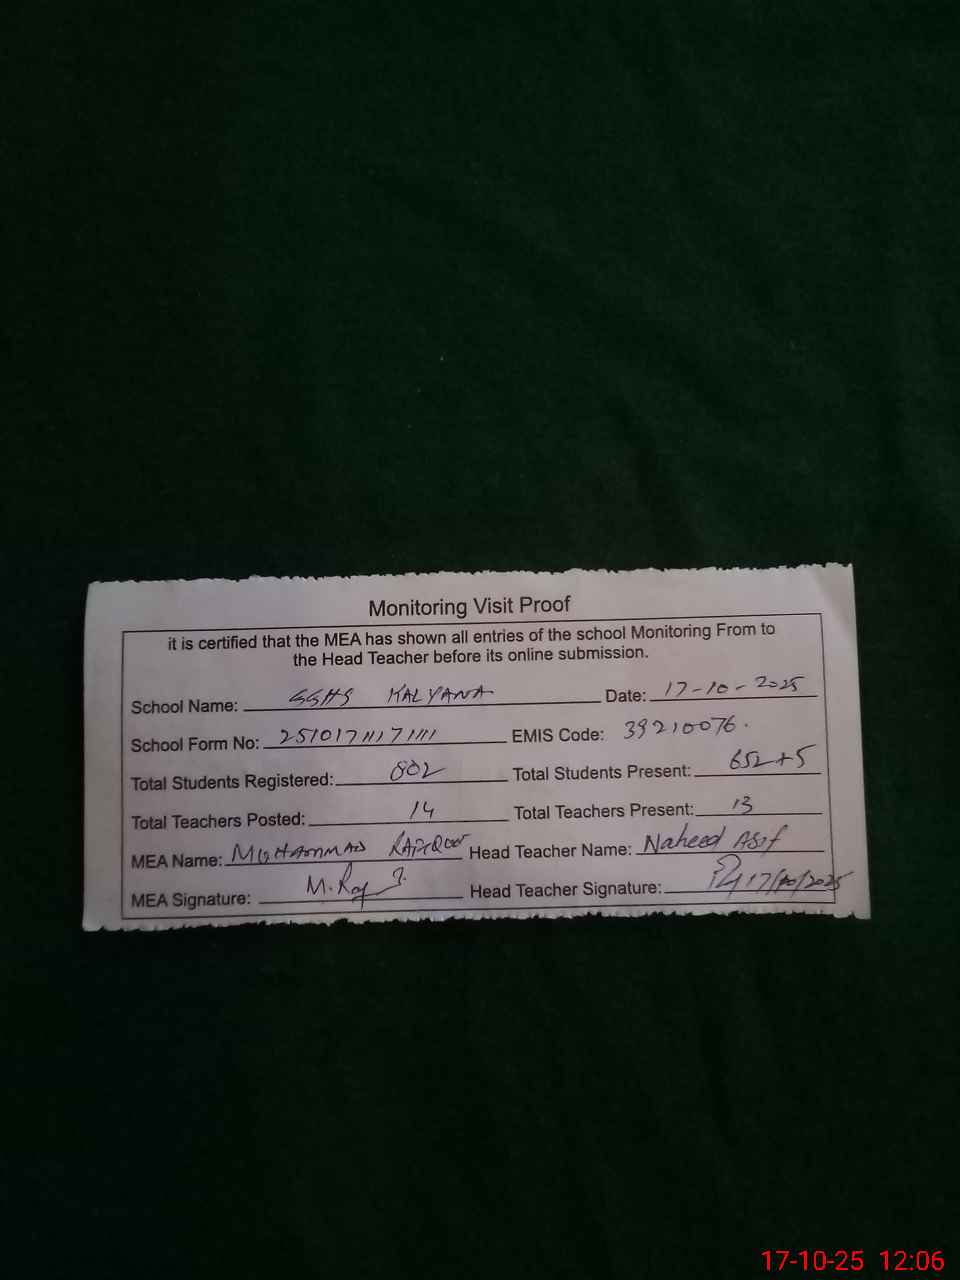 Monitoring Visit Proof
it is certified that the MEA has shown all entries of the school Monitoring From to
the Head Teacher before its online submission.
School Name: GGHS KALYANA Date: 17-10-2025
School Form No: EMIS Code: 39210076.
Total Students Registered: 802 Total Students Present: 652+5
Total Teachers Posted: 14 Total Teachers Present: 13
MEA Name: MUHAMMAD Head Teacher Name: Naheed Asif
MEA Signature: Head Teacher Signature: 17/10/2025
17-10-25 12:06